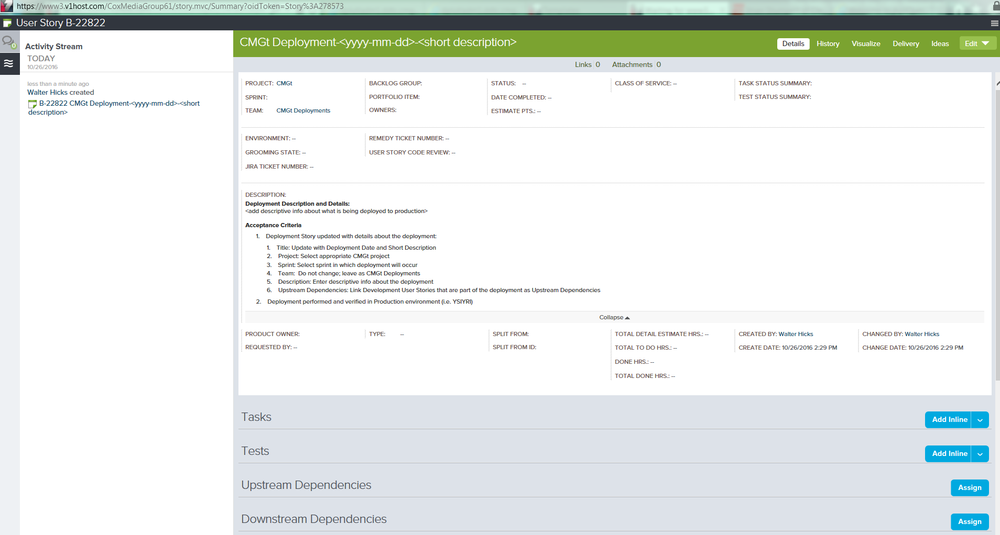 https://www3.v1host.com/CoxMediaGroup61/story.mvc/Summary?oidToken=Story%3A278573
User Story B-22822
0
Activity Stream
TODAY
10/26/2016
less than a minute ago
Walter Hicks created
B-22822 CMGt Deployment-<yyyy-mm-dd>-<short
description>
CMGt Deployment-<yyyy-mm-dd>-<short description>
Details History Visualize Delivery Ideas Edit
Links 0 Attachments 0
PROJECT: CMGt
SPRINT:
TEAM: CMGt Deployments
BACKLOG GROUP:
PORTFOLIO ITEM:
OWNERS:
STATUS: --
DATE COMPLETED: --
ESTIMATE PTS.: --
CLASS OF SERVICE: --
TASK STATUS SUMMARY:
TEST STATUS SUMMARY:
ENVIRONMENT: --
GROOMING STATE: --
JIRA TICKET NUMBER: --
REMEDY TICKET NUMBER: --
USER STORY CODE REVIEW: --
DESCRIPTION:
Deployment Description and Details:
<add descriptive info about what is being deployed to production>
Acceptance Criteria
1. Deployment Story updated with details about the deployment:
1. Title: Update with Deployment Date and Short Description
2. Project: Select appropriate CMGt project
3. Sprint: Select sprint in which deployment will occur
4. Team: Do not change; leave as CMGt Deployments
5. Description: Enter descriptive info about the deployment
6. Upstream Dependencies: Link Development User Stories that are part of the deployment as Upstream Dependencies
2. Deployment performed and verified in Production environment (i.e. YSIYRI)
Collapse
PRODUCT OWNER:
REQUESTED BY: --
TYPE: --
SPLIT FROM:
SPLIT FROM ID:
TOTAL DETAIL ESTIMATE HRS.: --
TOTAL TO DO HRS.: --
DONE HRS.: --
TOTAL DONE HRS.: --
CREATED BY: Walter Hicks
CREATE DATE: 10/26/2016 2:29 PM
CHANGED BY: Walter Hicks
CHANGE DATE: 10/26/2016 2:29 PM
Tasks
Add Inline
Tests
Add Inline
Upstream Dependencies
Assign
Downstream Dependencies
Assign